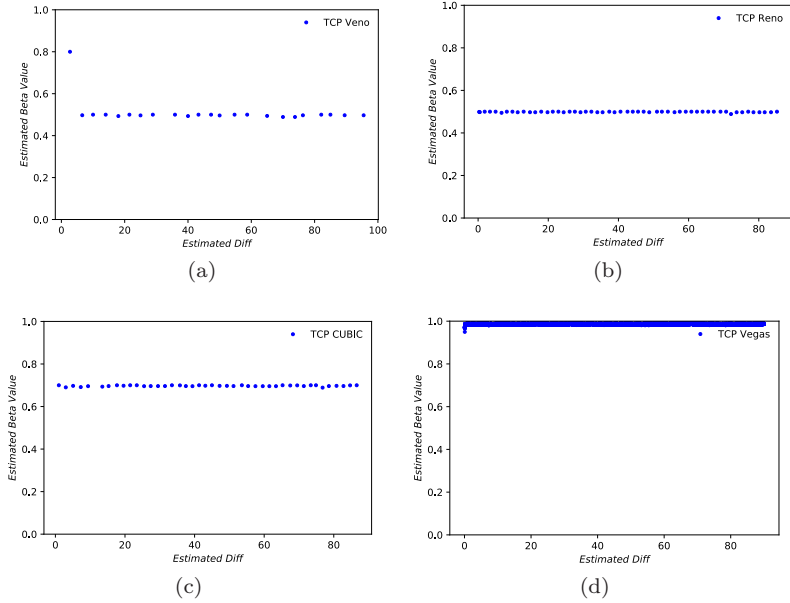 1.0
TCP Veno
0.8
0.6
0.4
0.2
0.0
Estimated Beta Value
0 20 40 60 80 100
Estimated Diff
(a)
1.0
TCP Reno
0.8
0.6
0.4
0.2
0.0
Estimated Beta Value
0 20 40 60 80
Estimated Diff
(b)
1.0
TCP CUBIC
0.8
0.6
0.4
0.2
0.0
Estimated Beta Value
0 20 40 60 80
Estimated Diff
(c)
1.0
TCP Vegas
0.8
0.6
0.4
0.2
0.0
Estimated Beta Value
0 20 40 60 80
Estimated Diff
(d)